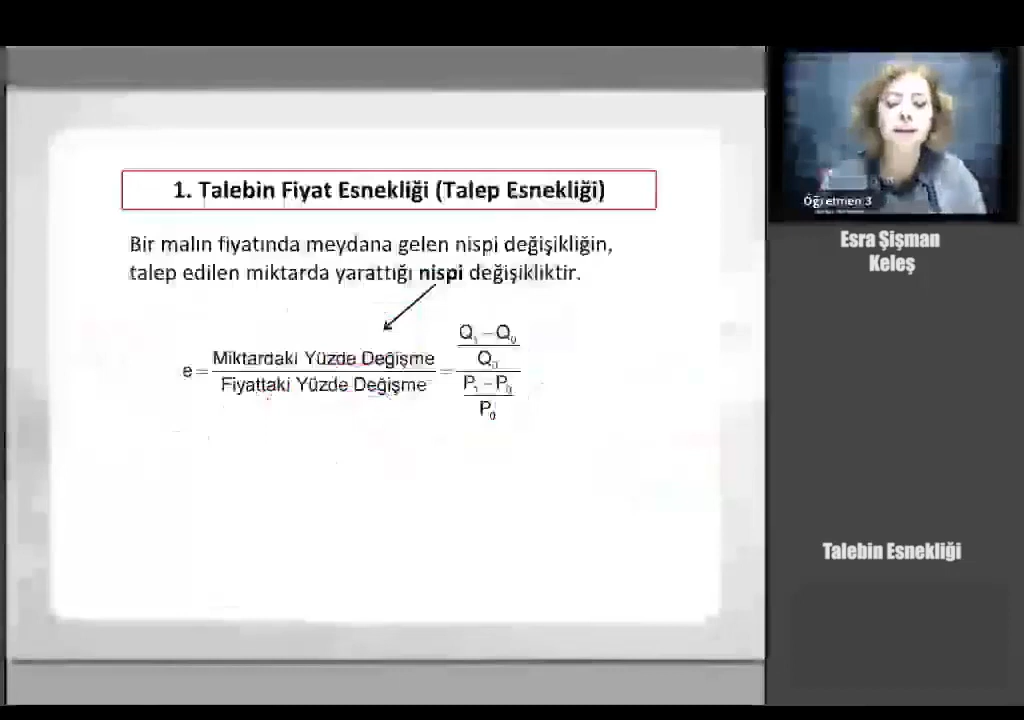 1. Talebin Fiyat Esnekliği (Talep Esnekliği)
Bir malın fiyatında meydana gelen nispi değişikliğin,
talep edilen miktarda yarattığı nispi değişikliktir.
e = Miktardaki Yüzde Değişme / Fiyattaki Yüzde Değişme = ((Q₁ – Q₀) / Q₀) / ((P₁ – P₀) / P₀)
Öğretmen 3
Esra Şişman
Keleş
Talebin Esnekliği